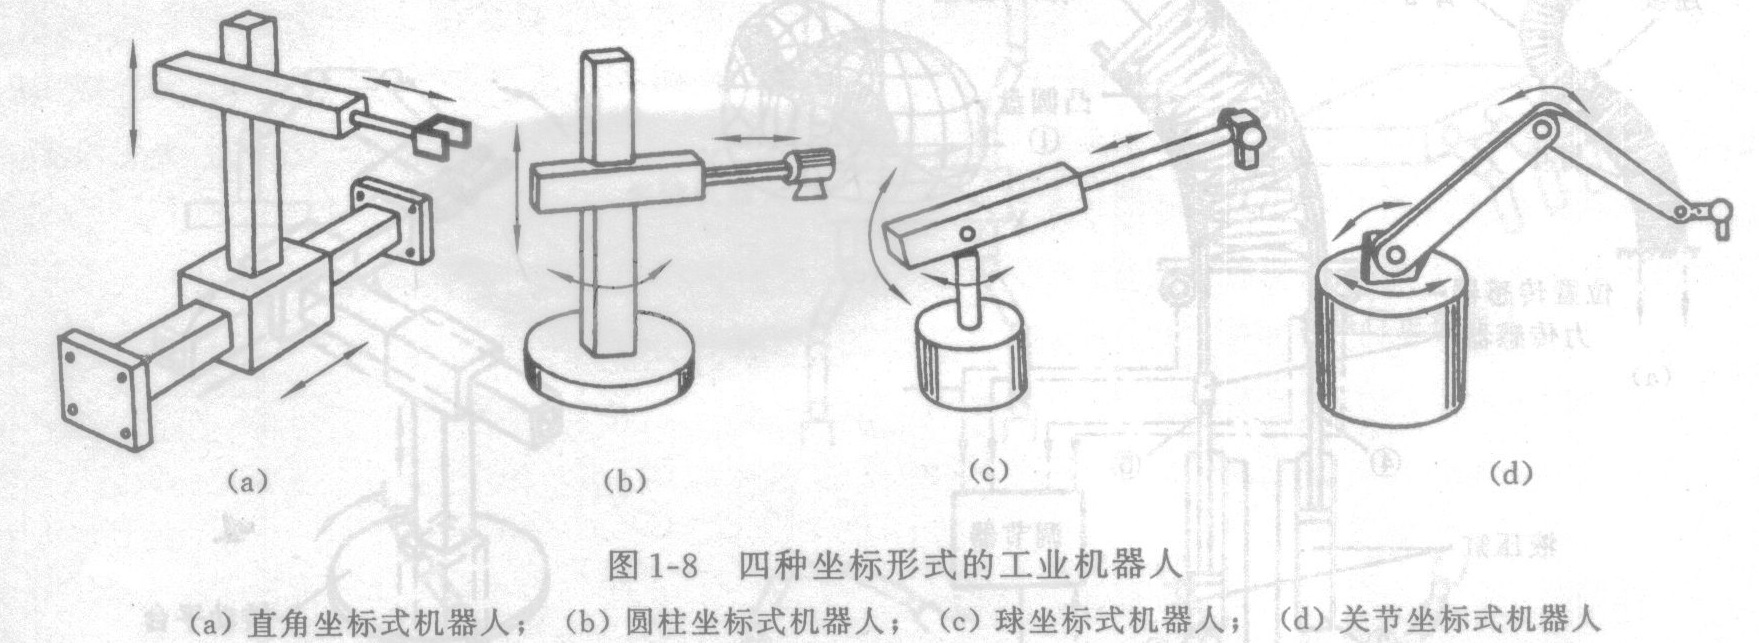 (a)
(b)
(c)
(d)
图1-8 四种坐标形式的工业机器人
(a) 直角坐标式机器人； (b) 圆柱坐标式机器人； (c) 球坐标式机器人； (d) 关节坐标式机器人